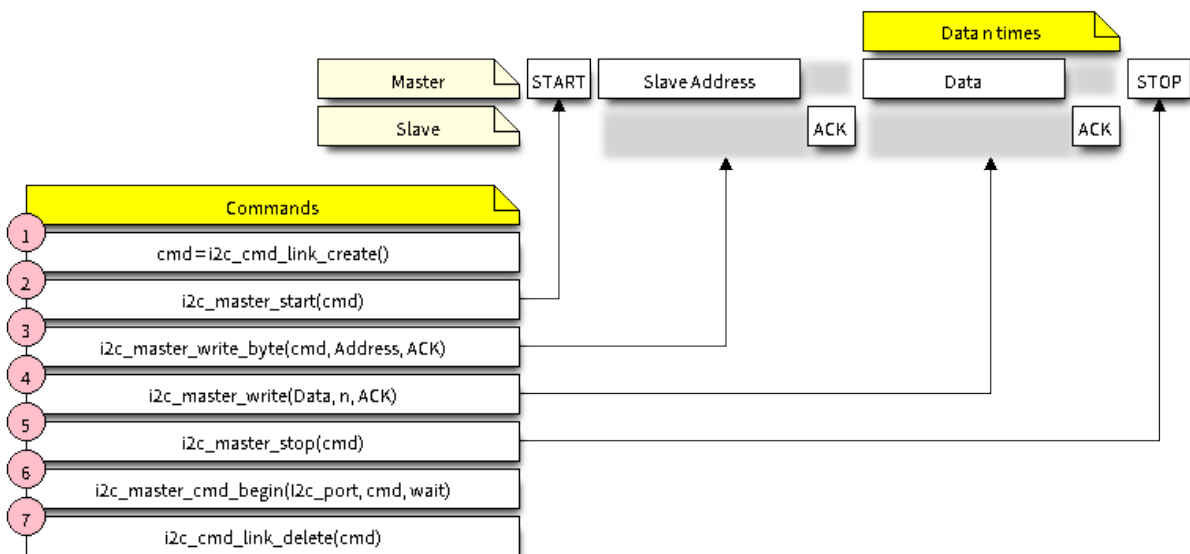 Data n times
Master
START
Slave Address
Data
STOP
Slave
ACK
ACK
Commands
1
cmd=i2c_cmd_link_create()
2
i2c_master_start(cmd)
3
i2c_master_write_byte(cmd, Address, ACK)
4
i2c_master_write(Data, n, ACK)
5
i2c_master_stop(cmd)
6
i2c_master_cmd_begin(I2c_port, cmd, wait)
7
i2c_cmd_link_delete(cmd)